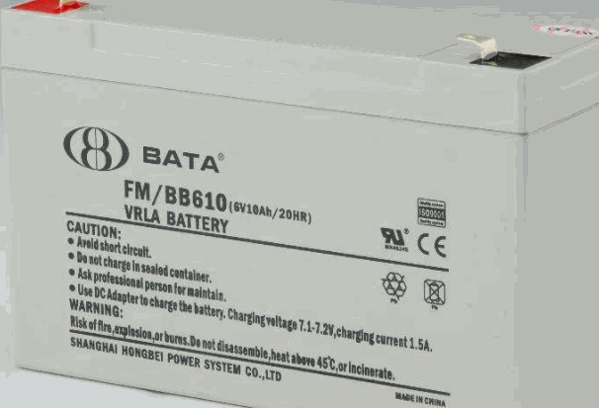 8 BATA®
FM/BB610 (6V10Ah/20HR)
VRLA BATTERY
ISO9001
CAUTION:
● Avoid short circuit.
● Do not charge in sealed container.
● Ask professional person for maintain.
● Use DC Adapter to charge the battery. Charging voltage 7.1-7.2V,charging current 1.5A.
WARNING:
Risk of fire,explosion,or burns.Do not disassemble,heat above 45℃,or incinerate.
SHANGHAI HONGBEI POWER SYSTEM CO.,LTD
CE
Pb
Pb
MADE IN CHINA